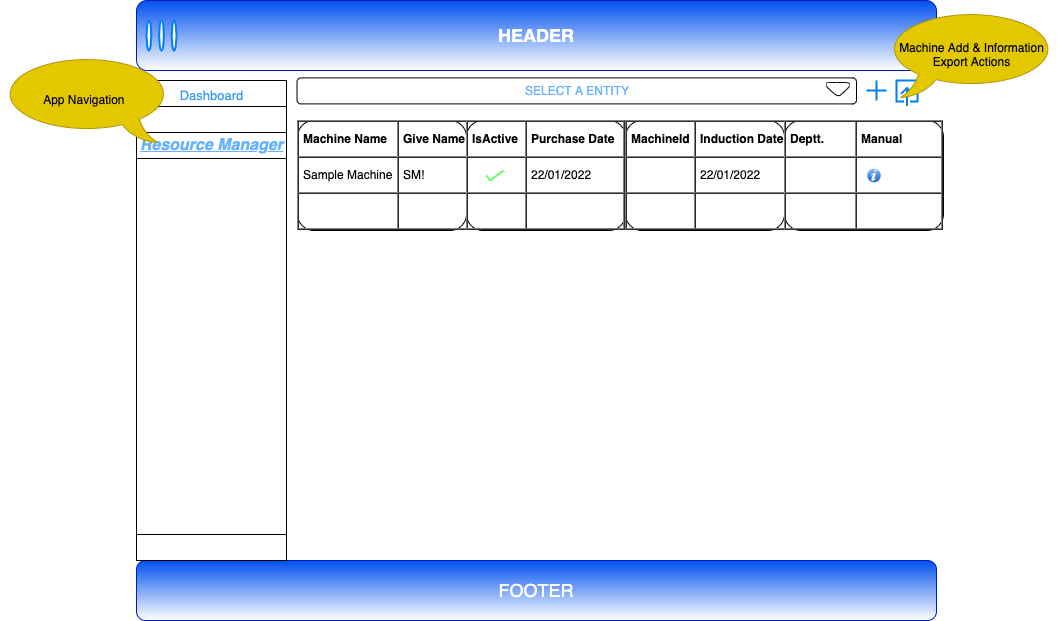 HEADER
Machine Add & Information
Export Actions
App Navigation
Dashboard
SELECT A ENTITY
Resource Manager
Machine Name Give Name IsActive Purchase Date MachineId Induction Date Deptt. Manual
Sample Machine SM! 22/01/2022 22/01/2022 i
FOOTER